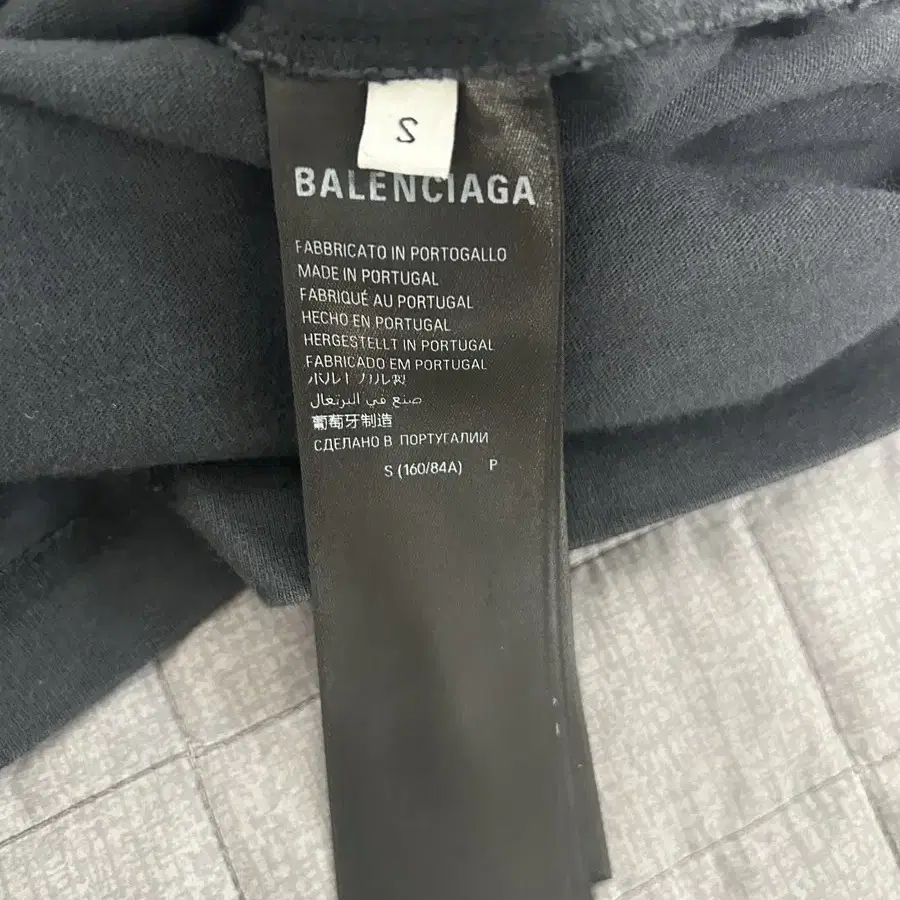 S
BALENCIAGA
FABBRICATO IN PORTOGALLO
MADE IN PORTUGAL
FABRIQUÉ AU PORTUGAL
HECHO EN PORTUGAL
HERGESTELLT IN PORTUGAL
FABRICADO EM PORTUGAL
ポルトガル製
صنع في البرتغال
葡萄牙制造
СДЕЛАНО В ПОРТУГАЛИИ
S (160/84A) P